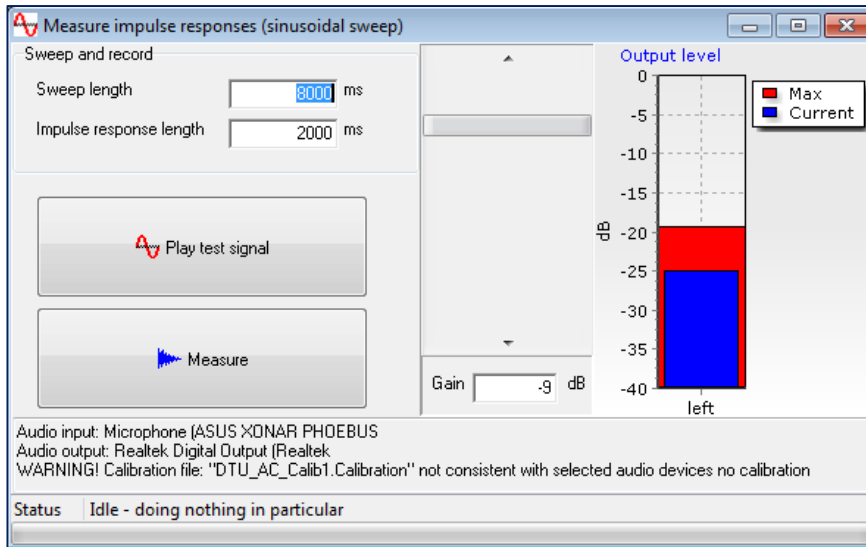 Measure impulse responses (sinusoidal sweep)
Sweep and record
Sweep length 8000 ms
Impulse response length 2000 ms
Play test signal
Measure
Gain -9 dB
Output level
0
-5
-10
-15
-20
-25
-30
-35
-40
dB
left
Max
Current
Audio input: Microphone (ASUS XONAR PHOEBUS
Audio output: Realtek Digital Output (Realtek
WARNING! Calibration file: "DTU_AC_Calib1.Calibration" not consistent with selected audio devices no calibration
Status Idle - doing nothing in particular